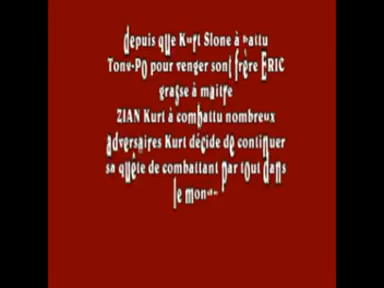 depuis que Kurt Slone à battu
Tong-Po pour venger sont frère ERIC
grasse à maitre
ZIAN Kurt à combattu nombreux
adversaires Kurt décide de continuer
sa quête de combattant par tout dans
le monde